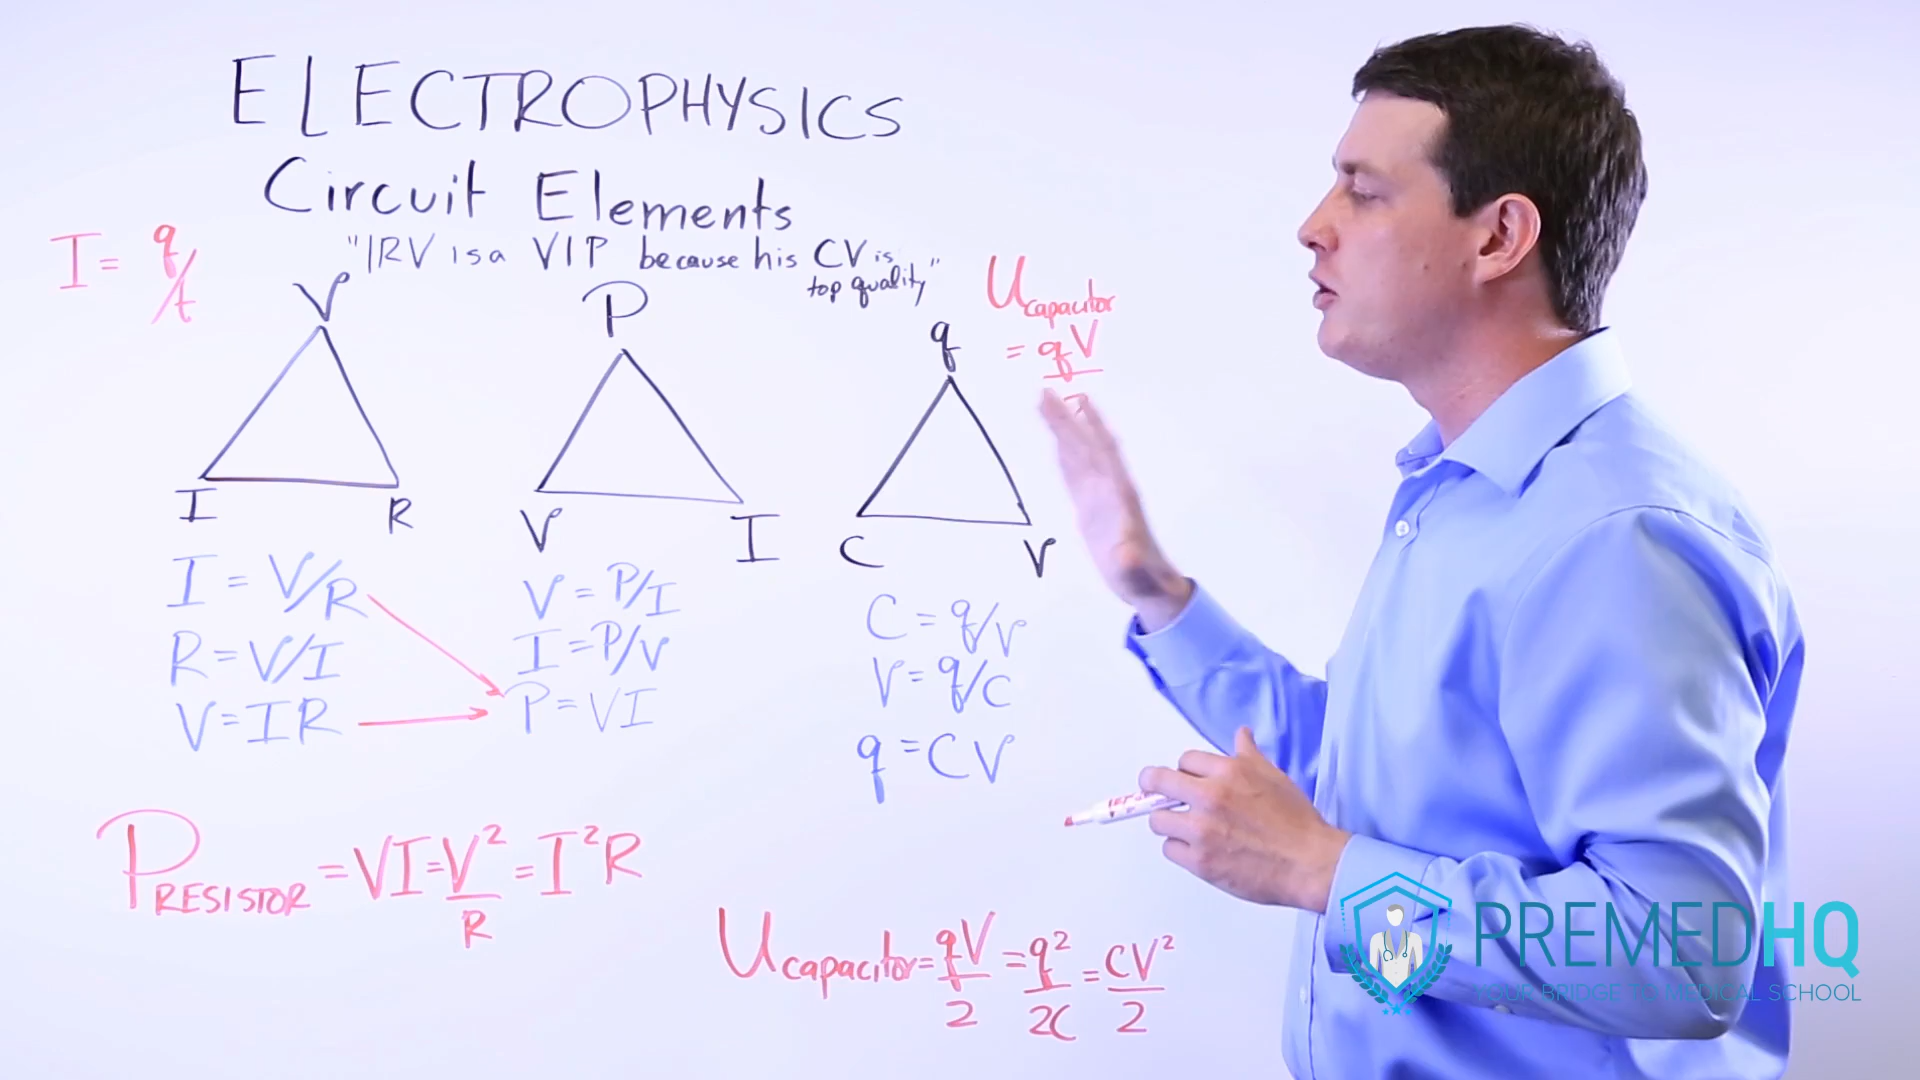 ELECTROPHYSICS
Circuit Elements
"IRV is a VIP because his CV is
top quality"
I = q/t
V
I
R
I = V/R
R = V/I
V = IR
P
V
I
V = P/I
I = P/V
P = VI
q
C
V
C = q/V
V = q/C
q = CV
Ucapacitor
= qV
2
PRESISTOR = VI = V²/R = I²R
Ucapacitor = qV/2 = q²/2C = CV²/2
PREMEDHQ
YOUR BRIDGE TO MEDICAL SCHOOL